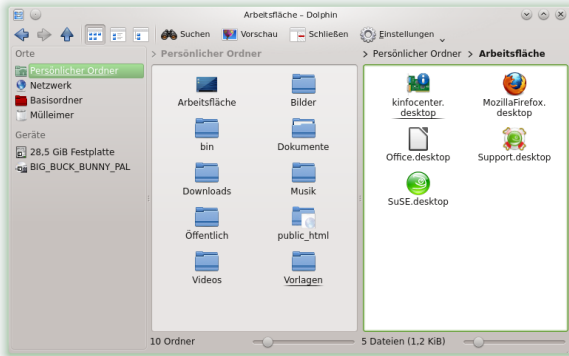 Arbeitsfläche – Dolphin
Suchen Vorschau Schließen Einstellungen
Orte
Persönlicher Ordner
Netzwerk
Basisordner
Mülleimer
Geräte
28,5 GiB Festplatte
BIG_BUCK_BUNNY_PAL
> Persönlicher Ordner
Arbeitsfläche Bilder
bin Dokumente
Downloads Musik
Öffentlich public_html
Videos Vorlagen
10 Ordner
> Persönlicher Ordner > Arbeitsfläche
kinfocenter. MozillaFirefox.
desktop desktop
Office.desktop Support.desktop
SuSE.desktop
5 Dateien (1,2 KiB)